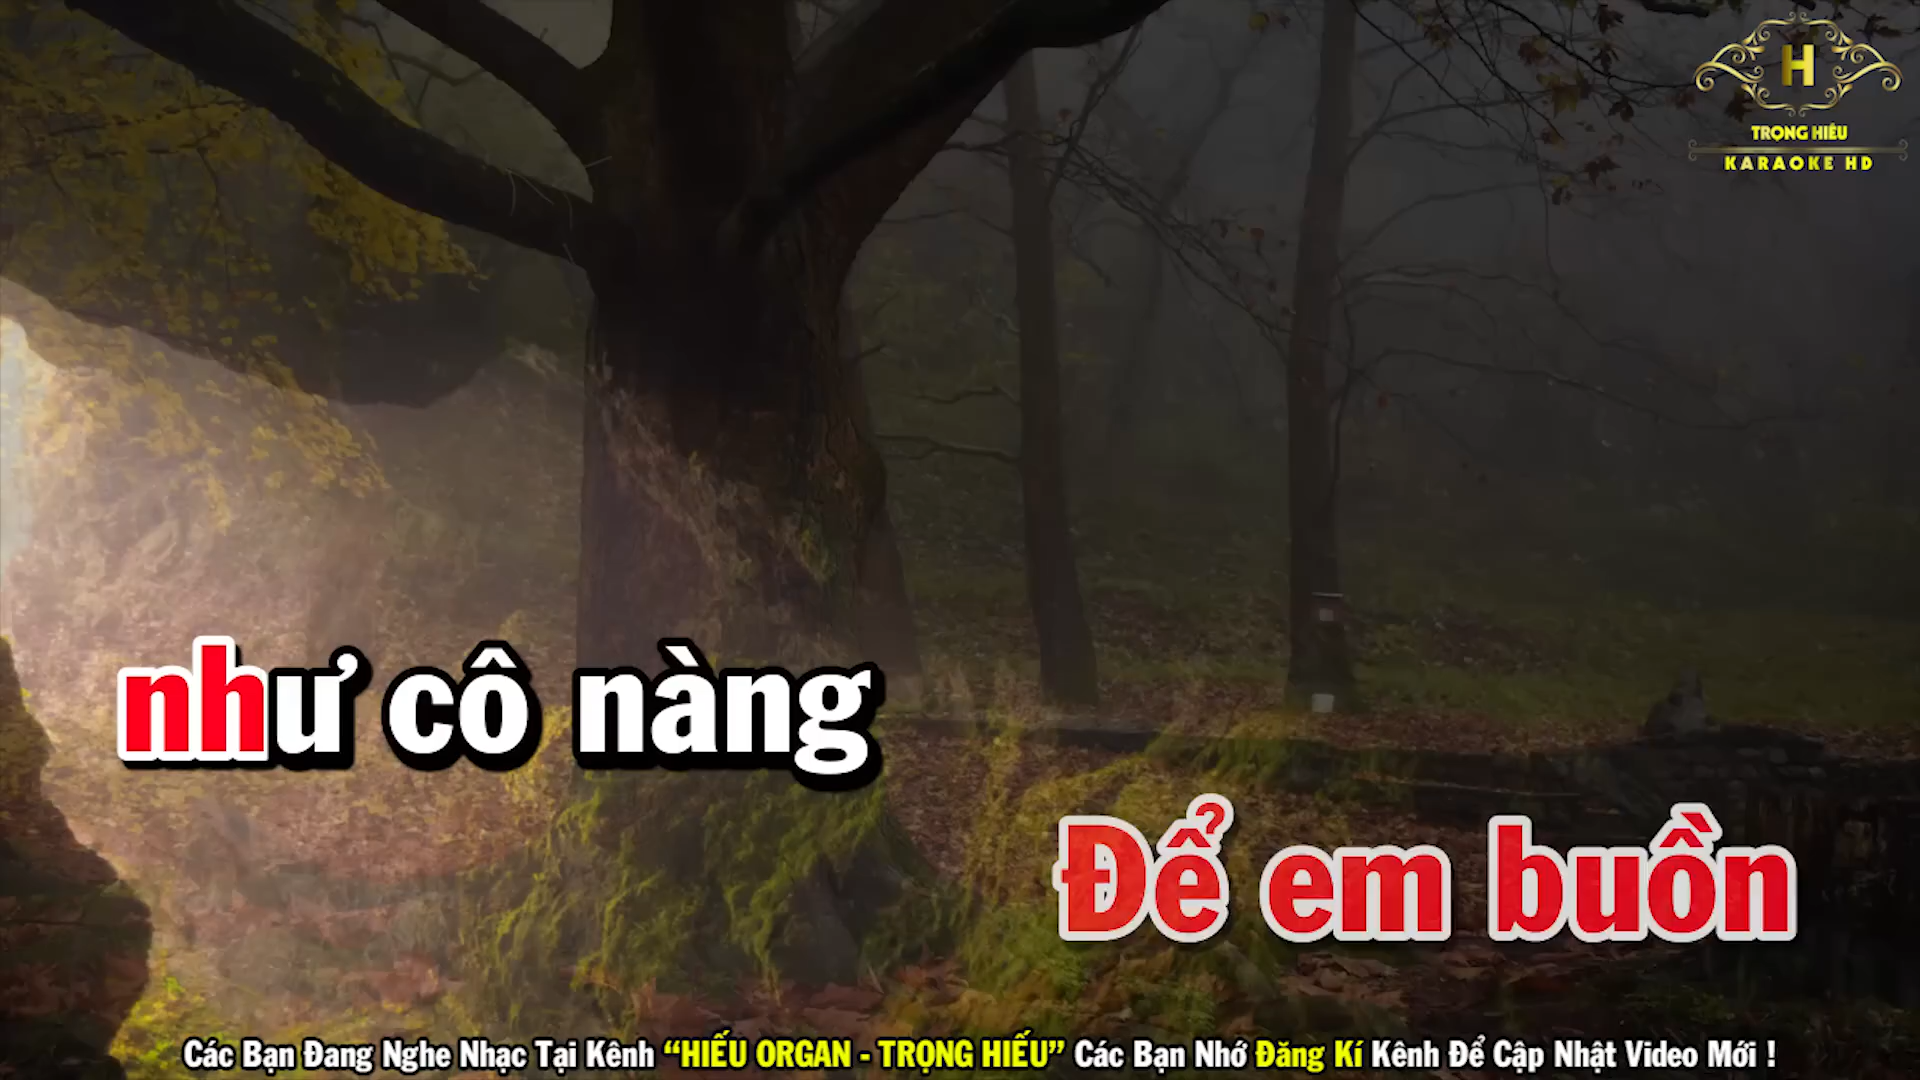 H
TRỌNG HIẾU
KARAOKE HD
như cô nàng
Để em buồn
Các Bạn Đang Nghe Nhạc Tại Kênh “HIẾU ORGAN - TRỌNG HIẾU” Các Bạn Nhớ Đăng Kí Kênh Để Cập Nhật Video Mới !